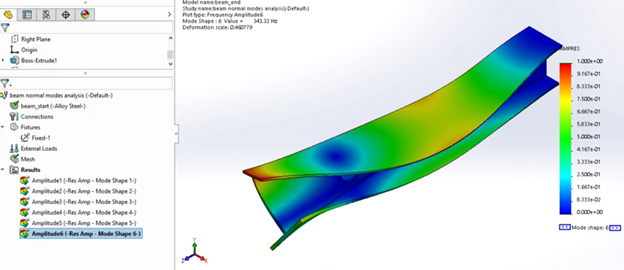 Model name:beam_end
Study name:beam normal modes analysis(-Default-)
Plot type: Frequency Amplitude6
Mode Shape : 6 Value = 343.32 Hz
Deformation scale: 0.460779
Right Plane
Origin
Boss-Extrude1
beam normal modes analysis (-Default-)
beam_start (-Alloy Steel-)
Connections
Fixtures
Fixed-1
External Loads
Mesh
Results
Amplitude1 (-Res Amp - Mode Shape 1-)
Amplitude2 (-Res Amp - Mode Shape 2-)
Amplitude3 (-Res Amp - Mode Shape 3-)
Amplitude4 (-Res Amp - Mode Shape 4-)
Amplitude5 (-Res Amp - Mode Shape 5-)
Amplitude6 (-Res Amp - Mode Shape 6-)
AMPRES
1.000e+00
9.167e-01
8.333e-01
7.500e-01
6.667e-01
5.833e-01
5.000e-01
4.167e-01
3.333e-01
2.500e-01
1.667e-01
8.333e-02
0.000e+00
Mode shape: 6